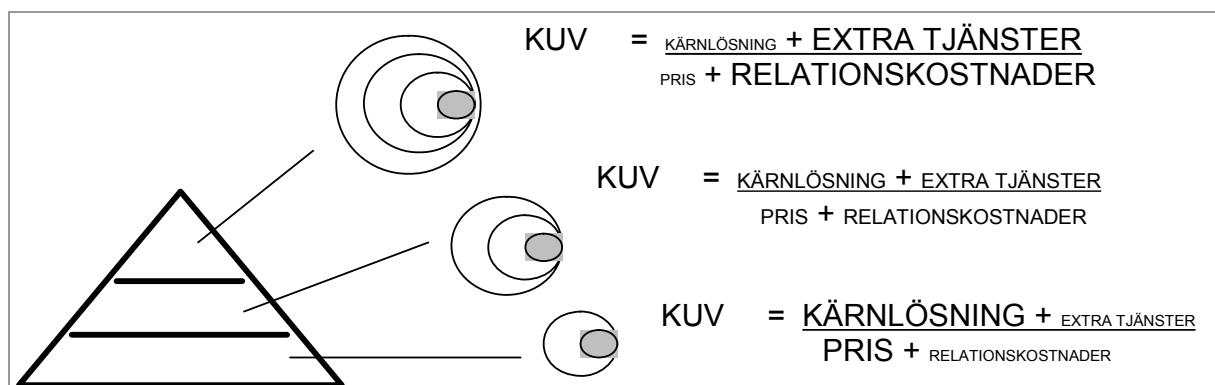 KUV = KÄRNLÖSNING + EXTRA TJÄNSTER
PRIS + RELATIONSKOSTNADER
KUV = KÄRNLÖSNING + EXTRA TJÄNSTER
PRIS + RELATIONSKOSTNADER
KUV = KÄRNLÖSNING + EXTRA TJÄNSTER
PRIS + RELATIONSKOSTNADER